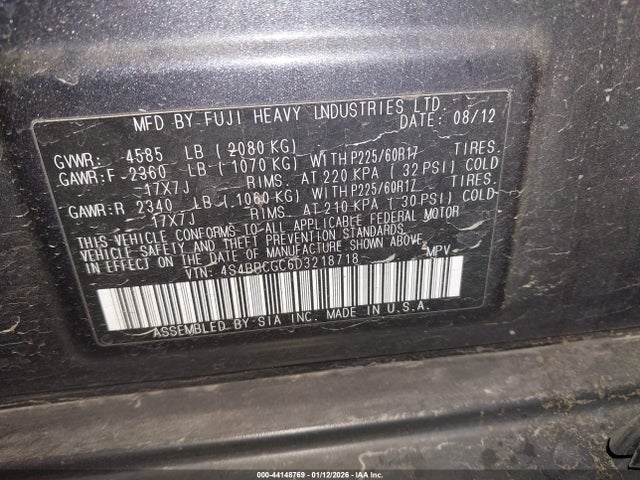 MFD BY FUJI HEAVY INDUSTRIES LTD.
DATE: 08/12
GVWR: 4585 LB (2080 KG)
GAWR:F 2360 LB (1070 KG) WITH P225/60R17 TIRES.
17X7J RIMS. AT 220 KPA (32 PSI) COLD
GAWR:R 2340 LB (1060 KG) WITH P225/60R17 TIRES.
17X7J RIMS. AT 210 KPA (30 PSI) COLD
THIS VEHICLE CONFORMS TO ALL APPLICABLE FEDERAL MOTOR
VEHICLE SAFETY AND THEFT PREVENTION STANDARDS
IN EFFECT ON THE DATE OF MANUFACTURE SHOWN ABOVE.
VIN: 4S4BRCGC6D3218718 MPV
ASSEMBLED BY SIA INC. MADE IN U.S.A.
000-44148769 - 01/12/2026 - IAA Inc.